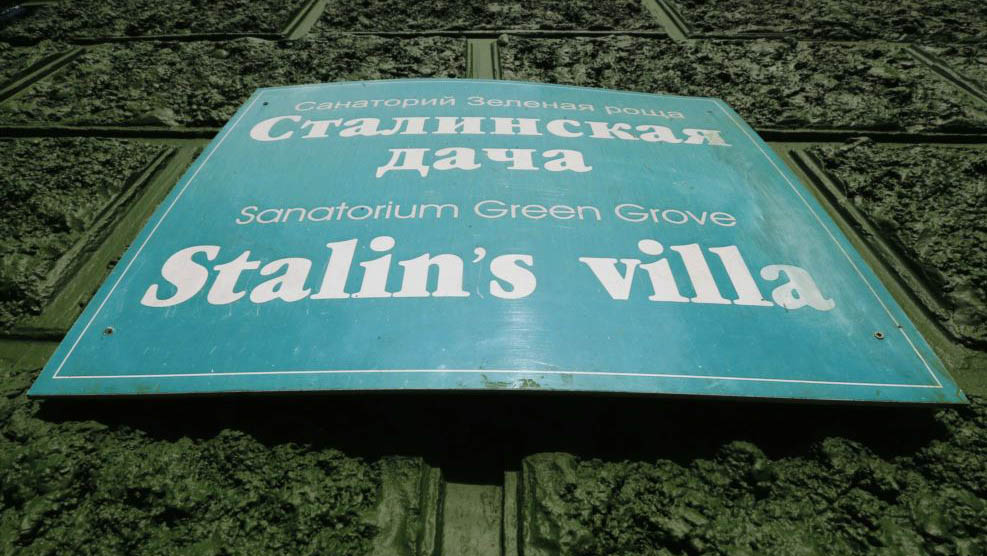 Санаторий Зеленая роща
Сталинская
дача
Sanatorium Green Grove
Stalin's villa